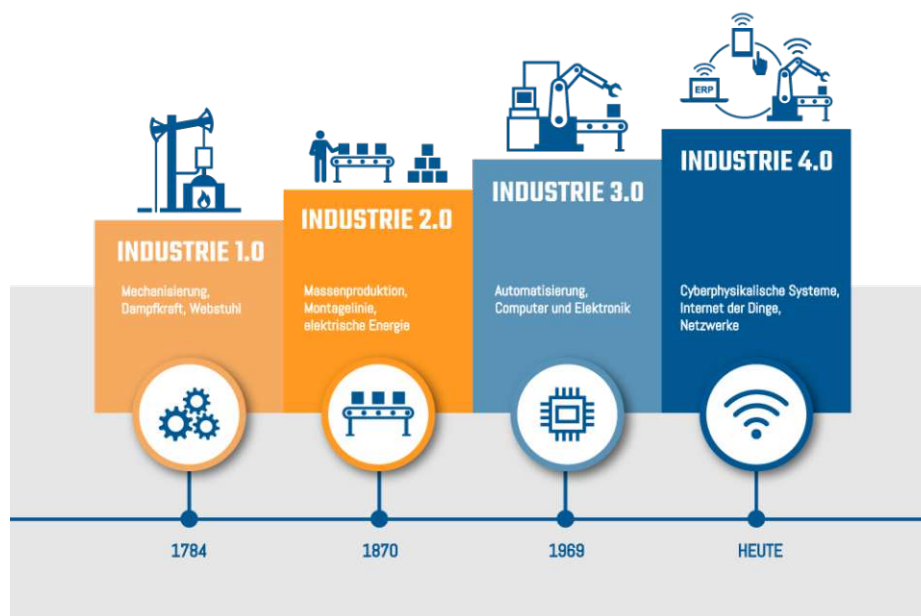 ERP
INDUSTRIE 1.0
Mechanisierung,
Dampfkraft, Webstuhl
INDUSTRIE 2.0
Massenproduktion,
Montagelinie,
elektrische Energie
INDUSTRIE 3.0
Automatisierung,
Computer und Elektronik
INDUSTRIE 4.0
Cyberphysikalische Systeme,
Internet der Dinge,
Netzwerke
1784
1870
1969
HEUTE